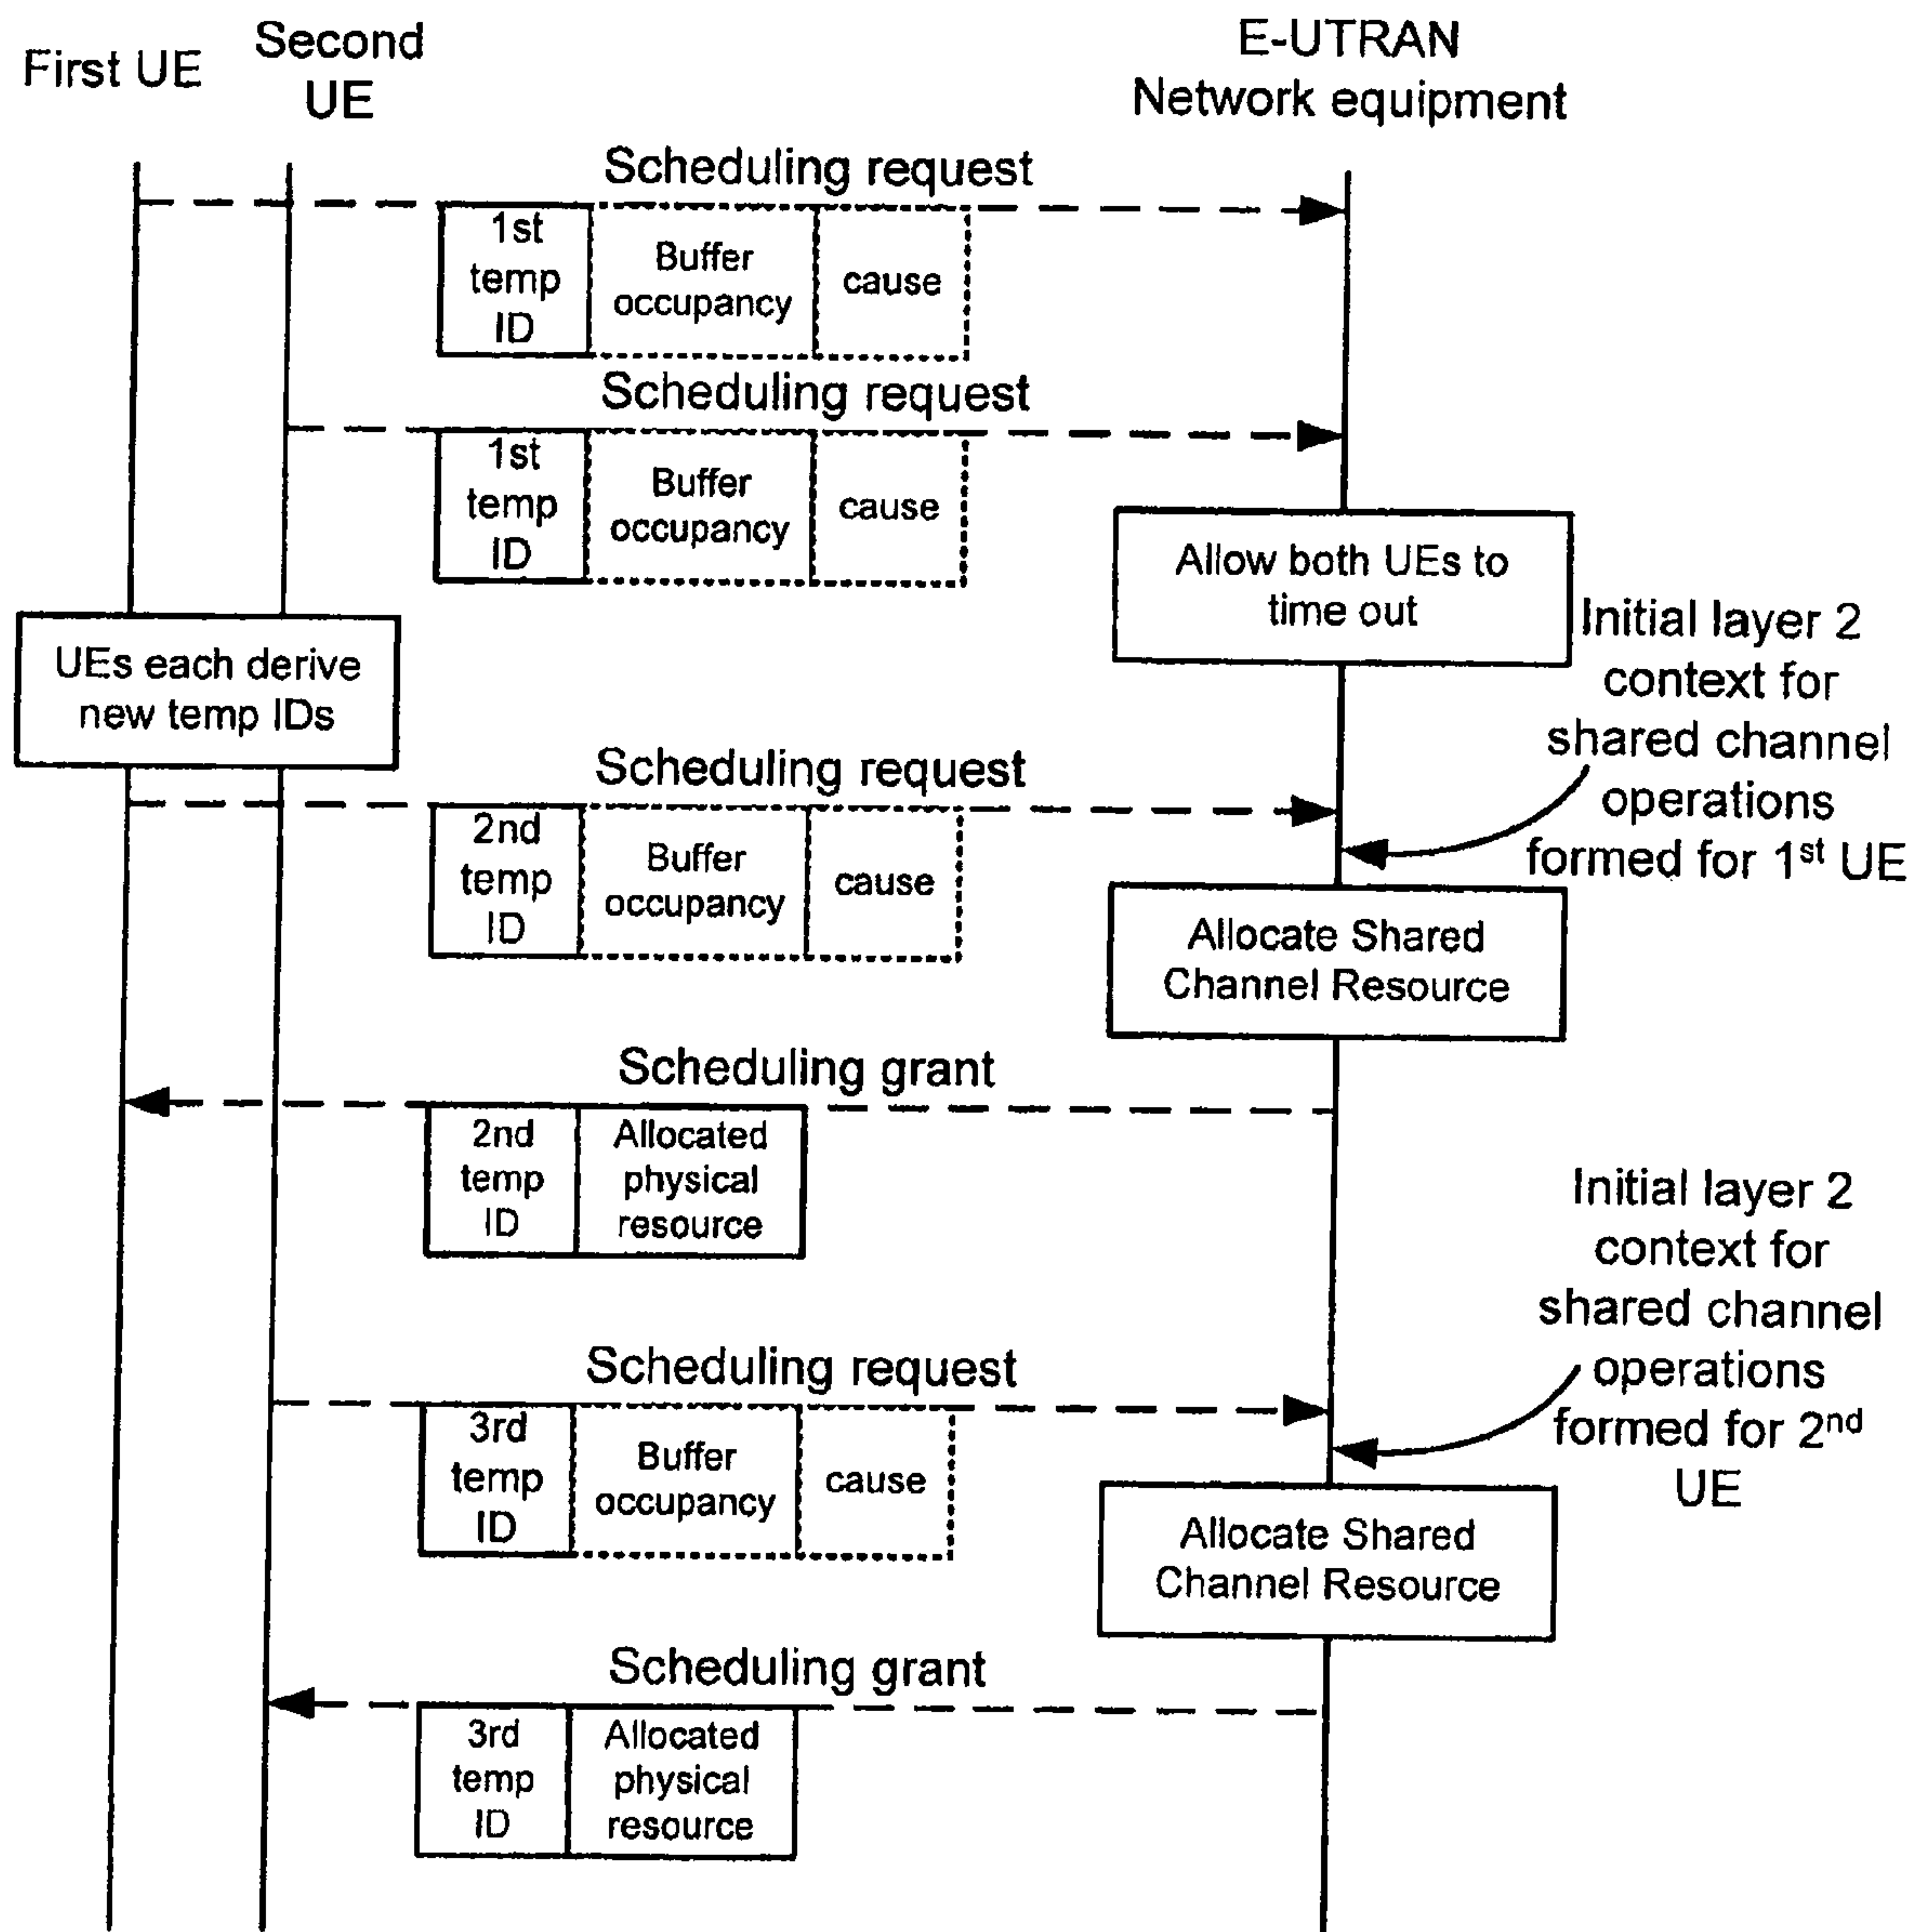 First UE
Second
UE
E-UTRAN
Network equipment
Scheduling request
1st
temp
ID
Buffer
occupancy
cause
Scheduling request
1st
temp
ID
Buffer
occupancy
cause
Allow both UEs to
time out
UEs each derive
new temp IDs
Initial layer 2
context for
shared channel
operations
formed for 1st UE
Scheduling request
2nd
temp
ID
Buffer
occupancy
cause
Allocate Shared
Channel Resource
Scheduling grant
2nd
temp
ID
Allocated
physical
resource
Initial layer 2
context for
shared channel
operations
formed for 2nd
UE
Scheduling request
3rd
temp
ID
Buffer
occupancy
cause
Allocate Shared
Channel Resource
Scheduling grant
3rd
temp
ID
Allocated
physical
resource